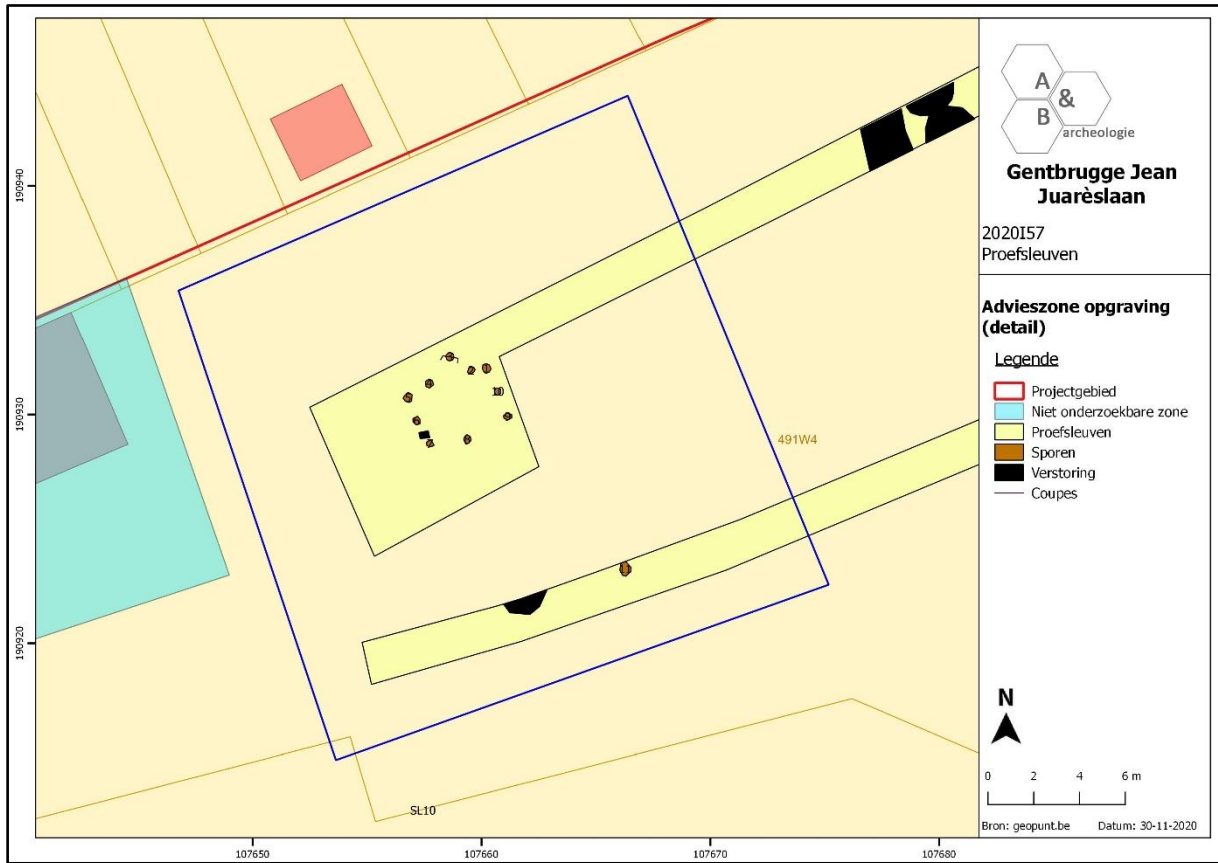 A
&
B
archeologie
Gentbrugge Jean
Juarèslaan
2020I57
Proefsleuven
Advieszone opgraving
(detail)
Legende
Projectgebied
Niet onderzoekbare zone
Proefsleuven
Sporen
Verstoring
Coupes
N
0 2 4 6 m
Bron: geopunt.be Datum: 30-11-2020
190940
190930
190920
491W4
SL10
107650 107660 107670 107680